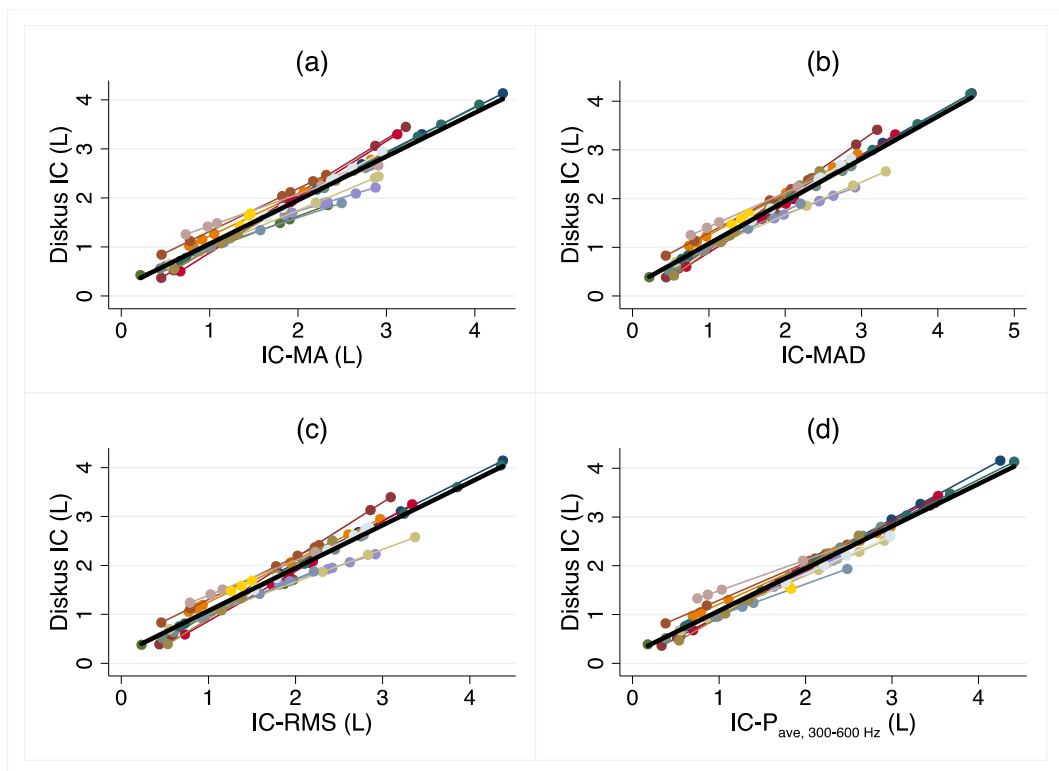 (a)
Diskus IC (L)
4
3
2
1
0
0 1 2 3 4
IC-MA (L)
(b)
Diskus IC (L)
4
3
2
1
0
0 1 2 3 4 5
IC-MAD
(c)
Diskus IC (L)
4
3
2
1
0
0 1 2 3 4
IC-RMS (L)
(d)
Diskus IC (L)
4
3
2
1
0
0 1 2 3 4
IC-Pave, 300-600 Hz (L)